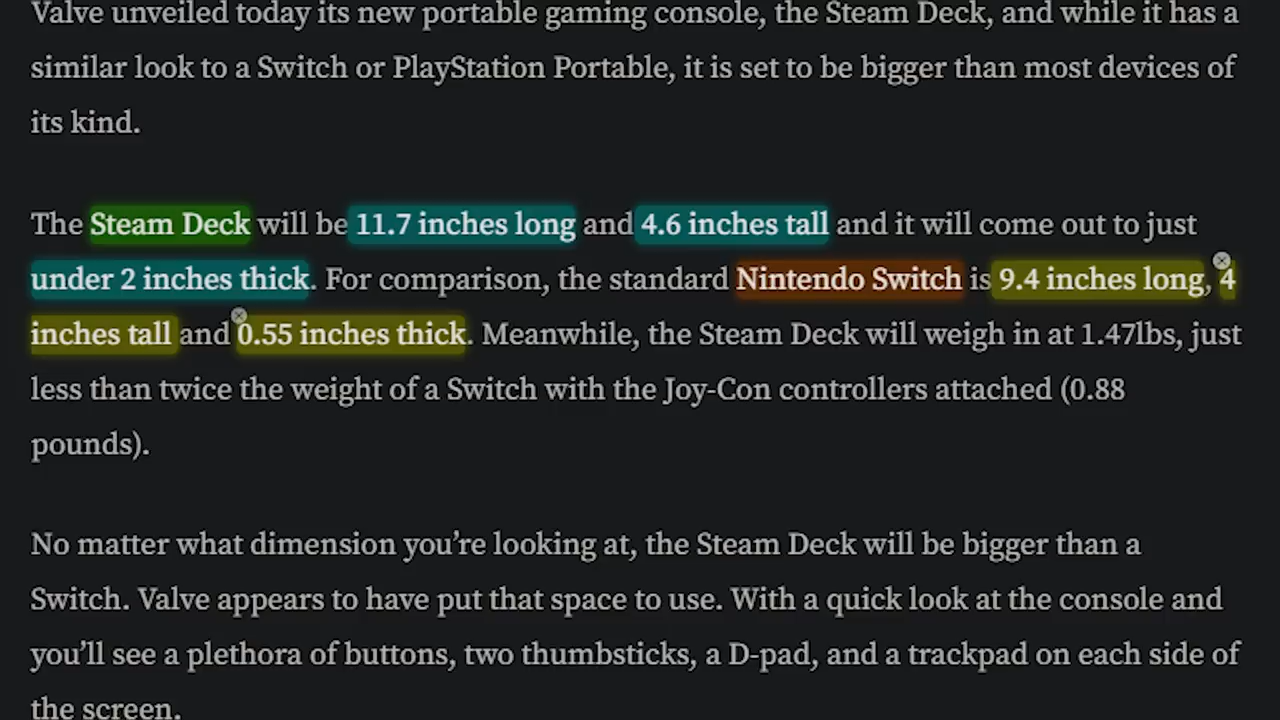 Valve unveiled today its new portable gaming console, the Steam Deck, and while it has a
similar look to a Switch or PlayStation Portable, it is set to be bigger than most devices of
its kind.
The Steam Deck will be 11.7 inches long and 4.6 inches tall and it will come out to just
under 2 inches thick. For comparison, the standard Nintendo Switch is 9.4 inches long, 4
inches tall and 0.55 inches thick. Meanwhile, the Steam Deck will weigh in at 1.47lbs, just
less than twice the weight of a Switch with the Joy-Con controllers attached (0.88
pounds).
No matter what dimension you’re looking at, the Steam Deck will be bigger than a
Switch. Valve appears to have put that space to use. With a quick look at the console and
you’ll see a plethora of buttons, two thumbsticks, a D-pad, and a trackpad on each side of
the screen.